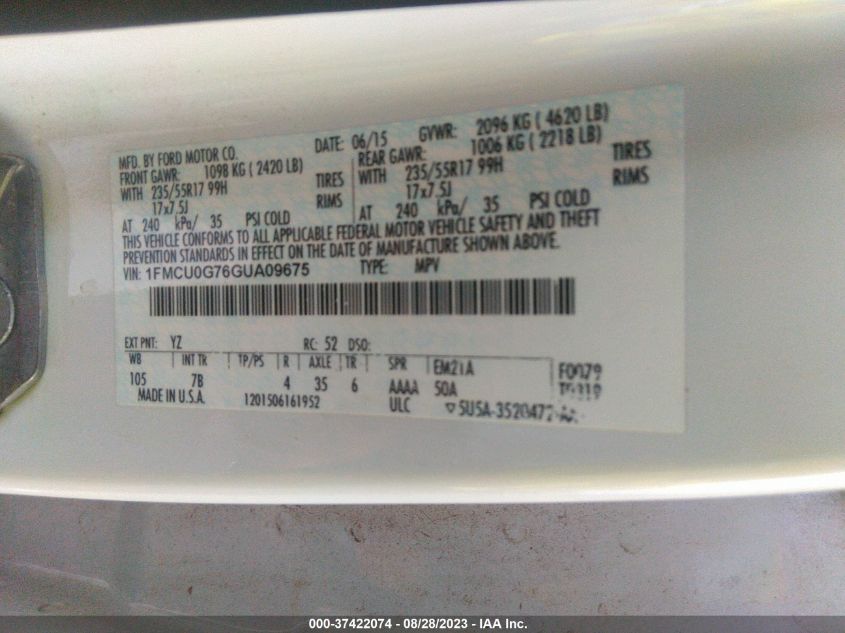 MFD. BY FORD MOTOR CO. DATE: 06/15 GVWR: 2096 KG ( 4620 LB)
FRONT GAWR: 1098 KG ( 2420 LB) REAR GAWR: 1006 KG ( 2218 LB)
WITH 235/55R17 99H TIRES WITH 235/55R17 99H TIRES
17x7.5J RIMS 17x7.5J RIMS
AT 240 kPa/ 35 PSI COLD AT 240 kPa/ 35 PSI COLD
THIS VEHICLE CONFORMS TO ALL APPLICABLE FEDERAL MOTOR VEHICLE SAFETY AND THEFT
PREVENTION STANDARDS IN EFFECT ON THE DATE OF MANUFACTURE SHOWN ABOVE.
VIN: 1FMCU0G76GUA09675 TYPE: MPV
EXT PNT: YZ RC: 52 DSO:
WB INT TR TP/PS R AXLE TR SPR EM21A
105 7B 4 35 6 AAAA 50A
MADE IN U.S.A. 1201506161952 ULC
000-37422074 - 08/28/2023 - IAA Inc.